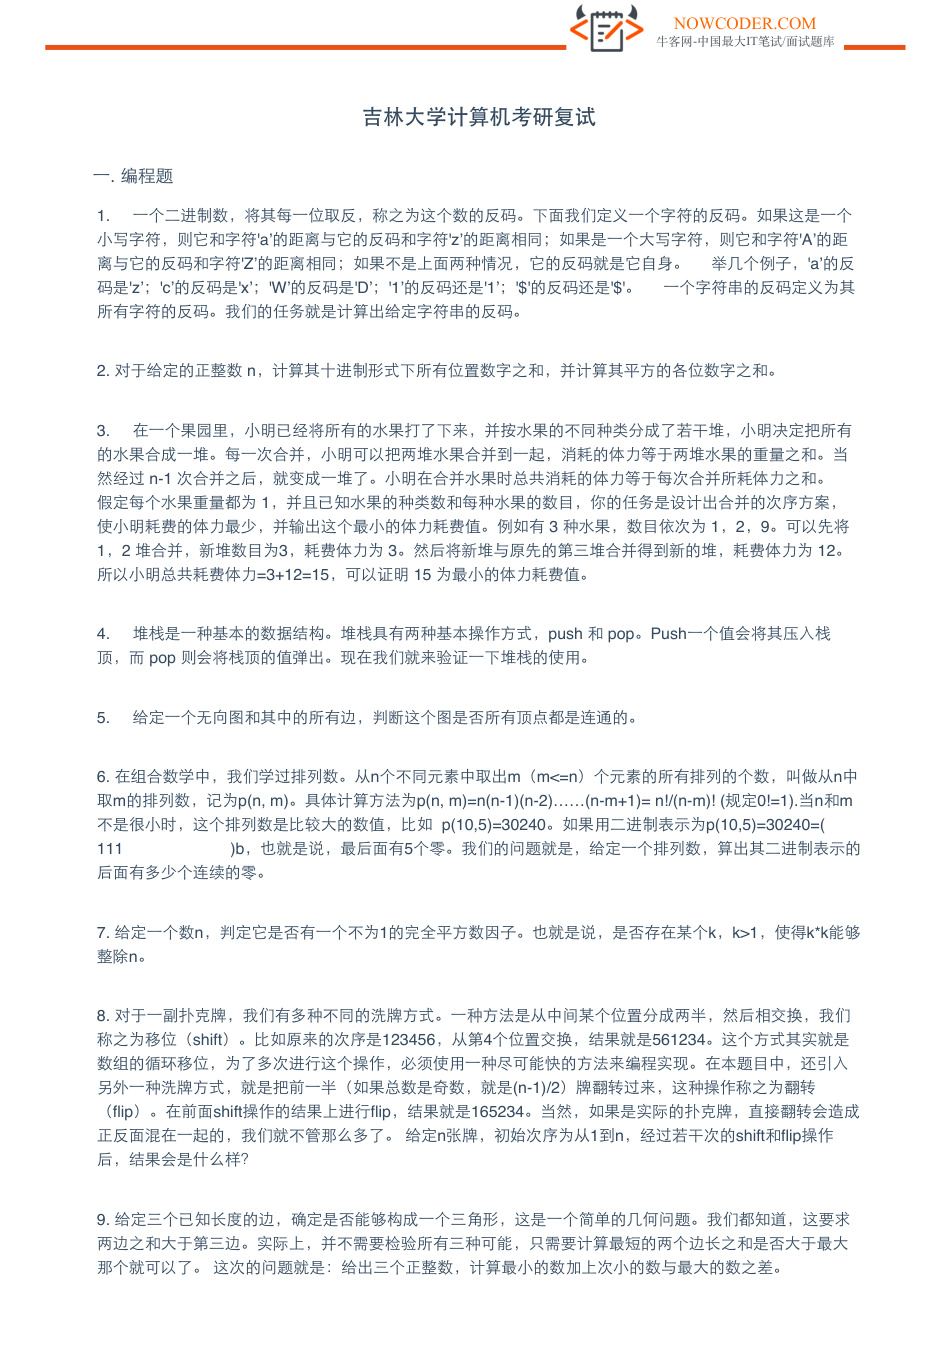 NOWCODER.COM
牛客网-中国最大IT笔试/面试题库
吉林大学计算机考研复试
一. 编程题
1. 一个二进制数，将其每一位取反，称之为这个数的反码。下面我们定义一个字符的反码。如果这是一个
小写字符，则它和字符'a’的距离与它的反码和字符'z’的距离相同；如果是一个大写字符，则它和字符'A’的距
离与它的反码和字符'Z’的距离相同；如果不是上面两种情况，它的反码就是它自身。 举几个例子，'a’的反
码是'z’；'c’的反码是'x’；'W’的反码是'D’；'1’的反码还是'1’；'$'的反码还是'$'。 一个字符串的反码定义为其
所有字符的反码。我们的任务就是计算出给定字符串的反码。
2. 对于给定的正整数 n，计算其十进制形式下所有位置数字之和，并计算其平方的各位数字之和。
3. 在一个果园里，小明已经将所有的水果打了下来，并按水果的不同种类分成了若干堆，小明决定把所有
的水果合成一堆。每一次合并，小明可以把两堆水果合并到一起，消耗的体力等于两堆水果的重量之和。当
然经过 n-1 次合并之后，就变成一堆了。小明在合并水果时总共消耗的体力等于每次合并所耗体力之和。
假定每个水果重量都为 1，并且已知水果的种类数和每种水果的数目，你的任务是设计出合并的次序方案，
使小明耗费的体力最少，并输出这个最小的体力耗费值。例如有 3 种水果，数目依次为 1，2，9。可以先将
1，2 堆合并，新堆数目为3，耗费体力为 3。然后将新堆与原先的第三堆合并得到新的堆，耗费体力为 12。
所以小明总共耗费体力=3+12=15，可以证明 15 为最小的体力耗费值。
4. 堆栈是一种基本的数据结构。堆栈具有两种基本操作方式，push 和 pop。Push一个值会将其压入栈
顶，而 pop 则会将栈顶的值弹出。现在我们就来验证一下堆栈的使用。
5. 给定一个无向图和其中的所有边，判断这个图是否所有顶点都是连通的。
6. 在组合数学中，我们学过排列数。从n个不同元素中取出m（m<=n）个元素的所有排列的个数，叫做从n中
取m的排列数，记为p(n, m)。具体计算方法为p(n, m)=n(n-1)(n-2)……(n-m+1)= n!/(n-m)! (规定0!=1).当n和m
不是很小时，这个排列数是比较大的数值，比如 p(10,5)=30240。如果用二进制表示为p(10,5)=30240=(
111 )b，也就是说，最后面有5个零。我们的问题就是，给定一个排列数，算出其二进制表示的
后面有多少个连续的零。
7. 给定一个数n，判定它是否有一个不为1的完全平方数因子。也就是说，是否存在某个k，k>1，使得k*k能够
整除n。
8. 对于一副扑克牌，我们有多种不同的洗牌方式。一种方法是从中间某个位置分成两半，然后相交换，我们
称之为移位（shift）。比如原来的次序是123456，从第4个位置交换，结果就是561234。这个方式其实就是
数组的循环移位，为了多次进行这个操作，必须使用一种尽可能快的方法来编程实现。在本题目中，还引入
另外一种洗牌方式，就是把前一半（如果总数是奇数，就是(n-1)/2）牌翻转过来，这种操作称之为翻转
（flip）。在前面shift操作的结果上进行flip，结果就是165234。当然，如果是实际的扑克牌，直接翻转会造成
正反面混在一起的，我们就不管那么多了。 给定n张牌，初始次序为从1到n，经过若干次的shift和flip操作
后，结果会是什么样？
9. 给定三个已知长度的边，确定是否能够构成一个三角形，这是一个简单的几何问题。我们都知道，这要求
两边之和大于第三边。实际上，并不需要检验所有三种可能，只需要计算最短的两个边长之和是否大于最大
那个就可以了。 这次的问题就是：给出三个正整数，计算最小的数加上次小的数与最大的数之差。